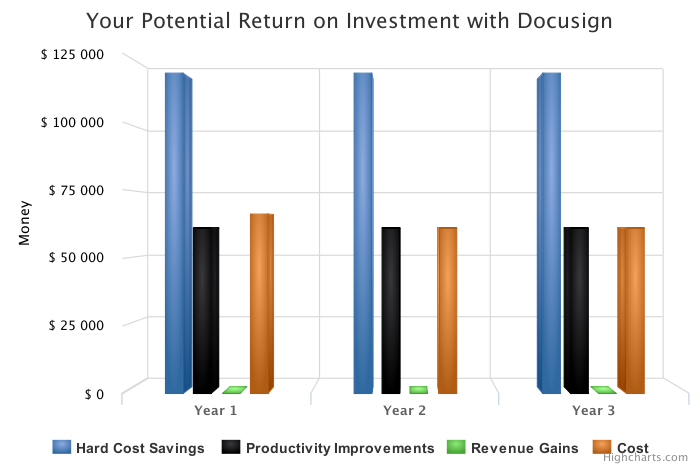 Your Potential Return on Investment with Docusign
$ 125 000
$ 100 000
$ 75 000
$ 50 000
$ 25 000
$ 0
Money
Year 1 Year 2 Year 3
Hard Cost Savings Productivity Improvements Revenue Gains Cost
Highcharts.com